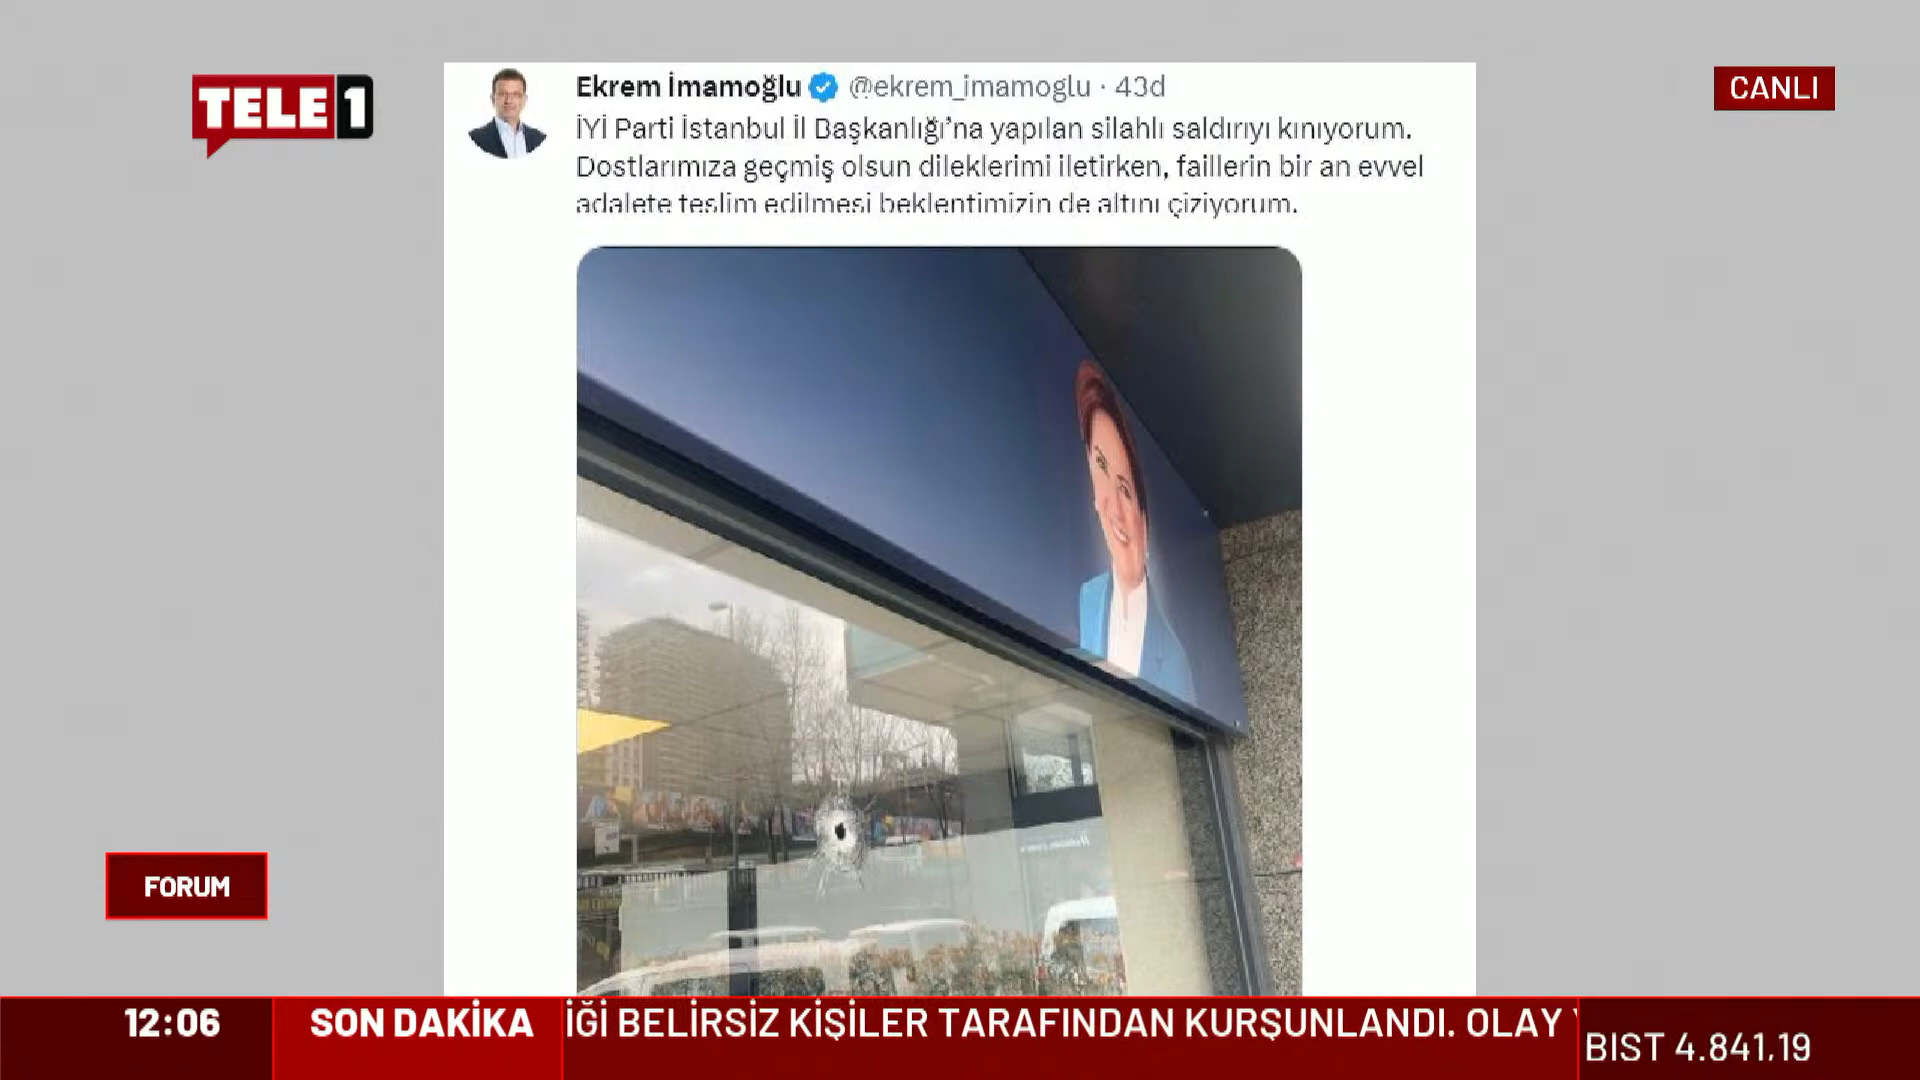 TELE1
CANLI
Ekrem İmamoğlu @ekrem_imamoglu · 43d
İYİ Parti İstanbul İl Başkanlığı’na yapılan silahlı saldırıyı kınıyorum.
Dostlarımıza geçmiş olsun dileklerimi iletirken, faillerin bir an evvel
adalete teslim edilmesi beklentimizin de altını çiziyorum.
FORUM
12:06
SON DAKİKA
İĞİ BELİRSİZ KİŞİLER TARAFINDAN KURŞUNLANDI. OLAY
BIST 4.841,19